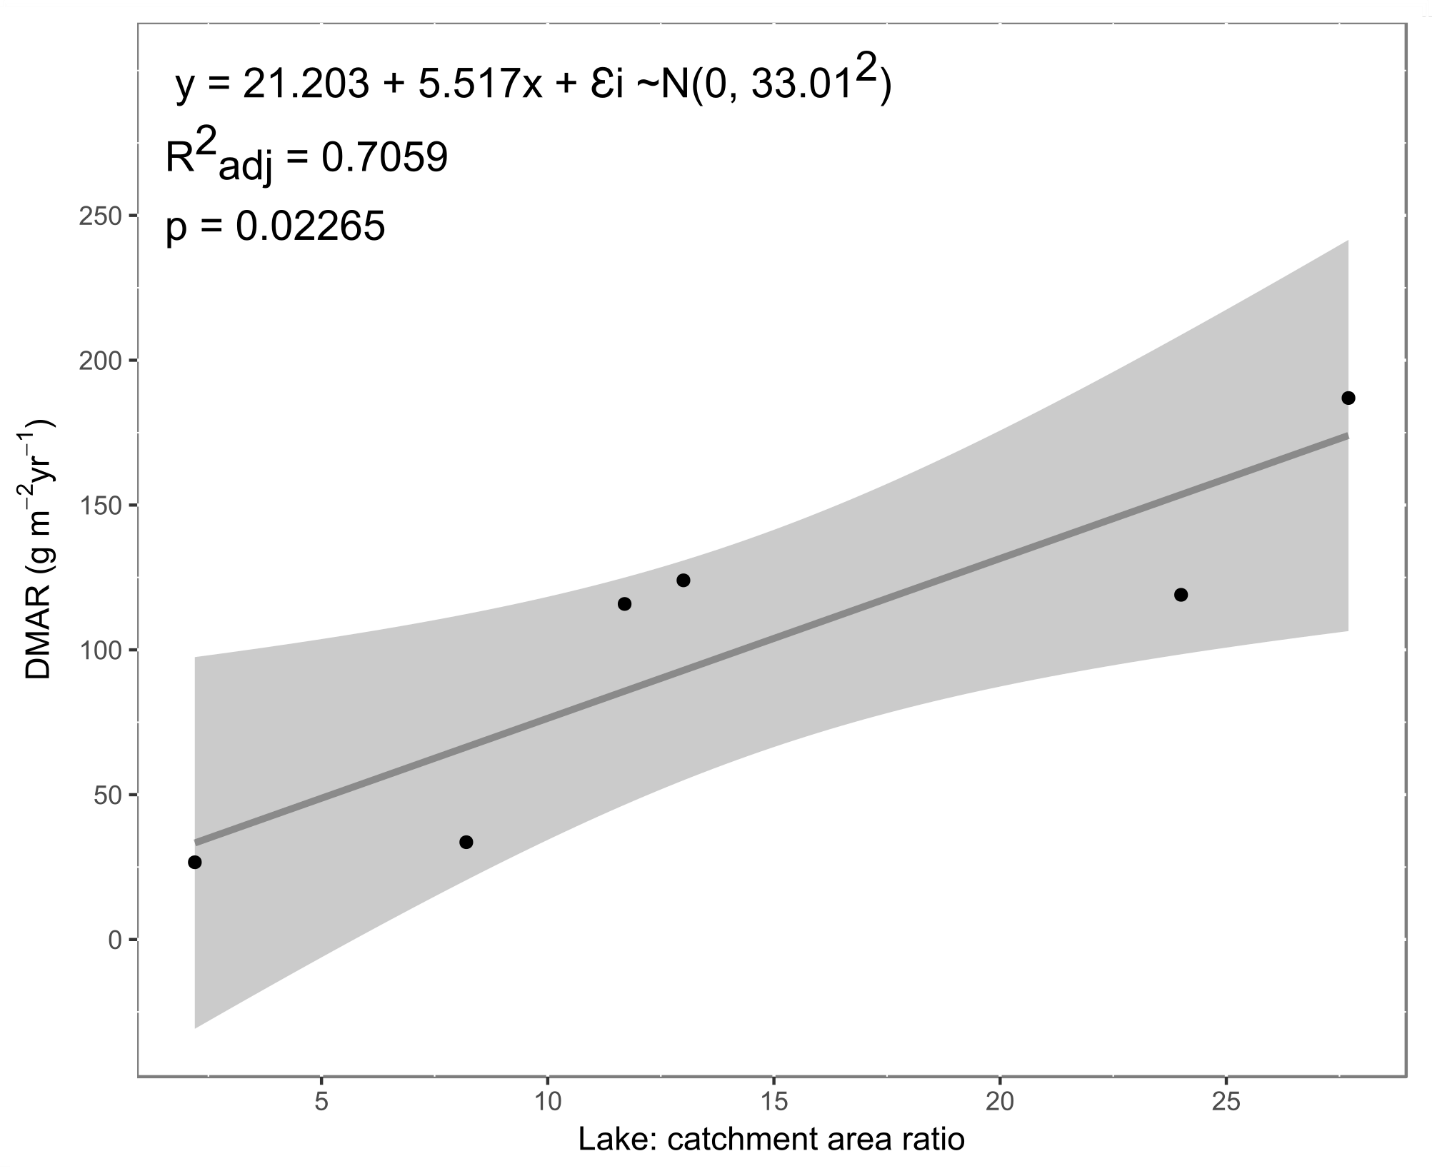 y = 21.203 + 5.517x + Ɛi ~N(0, 33.01²)
R²adj = 0.7059
p = 0.02265
250
200
150
100
50
0
DMAR (g m⁻²yr⁻¹)
5 10 15 20 25
Lake: catchment area ratio